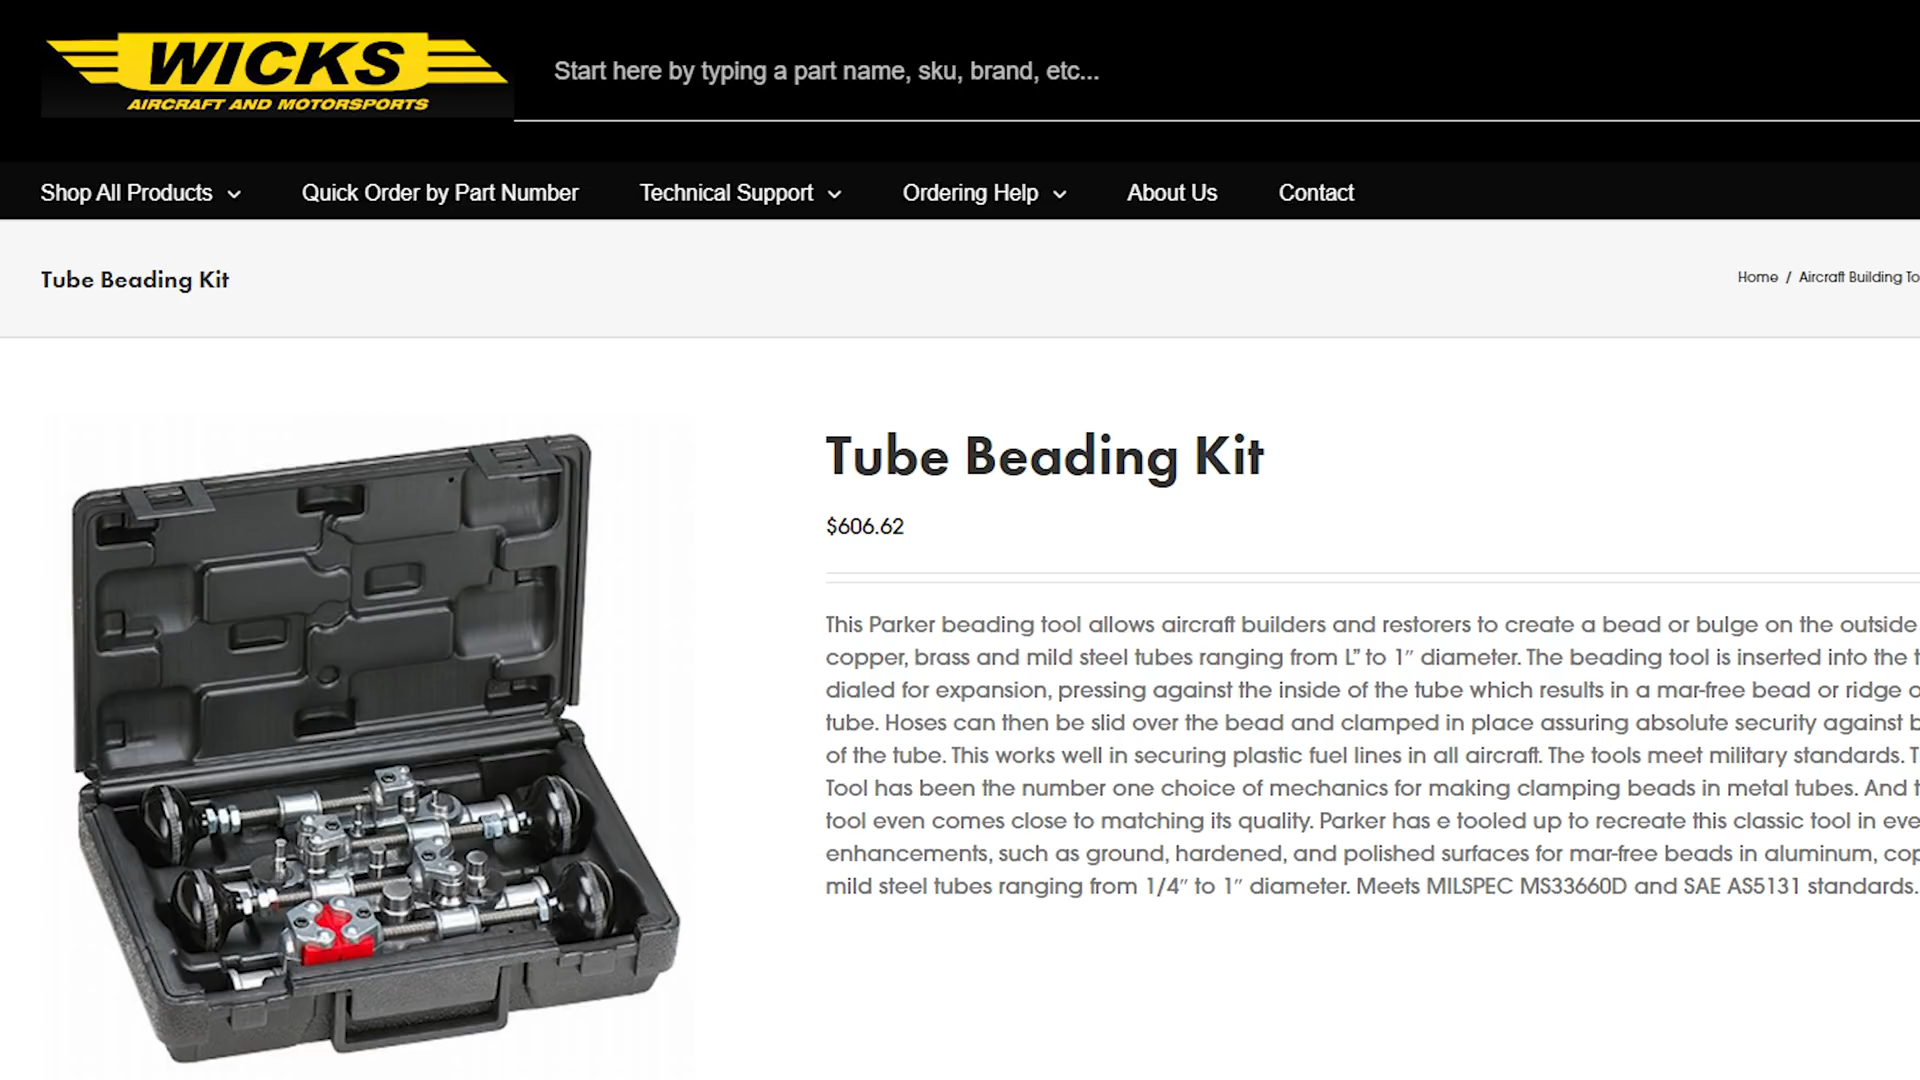 WICKS
AIRCRAFT AND MOTORSPORTS
Start here by typing a part name, sku, brand, etc...
Shop All Products
Quick Order by Part Number
Technical Support
Ordering Help
About Us
Contact
Tube Beading Kit
Home / Aircraft Building To
Tube Beading Kit
$606.62
This Parker beading tool allows aircraft builders and restorers to create a bead or bulge on the outside
copper, brass and mild steel tubes ranging from L” to 1″ diameter. The beading tool is inserted into the t
dialed for expansion, pressing against the inside of the tube which results in a mar-free bead or ridge o
tube. Hoses can then be slid over the bead and clamped in place assuring absolute security against b
of the tube. This works well in securing plastic fuel lines in all aircraft. The tools meet military standards. T
Tool has been the number one choice of mechanics for making clamping beads in metal tubes. And t
tool even comes close to matching its quality. Parker has e tooled up to recreate this classic tool in eve
enhancements, such as ground, hardened, and polished surfaces for mar-free beads in aluminum, cop
mild steel tubes ranging from 1/4″ to 1″ diameter. Meets MILSPEC MS33660D and SAE AS5131 standards.